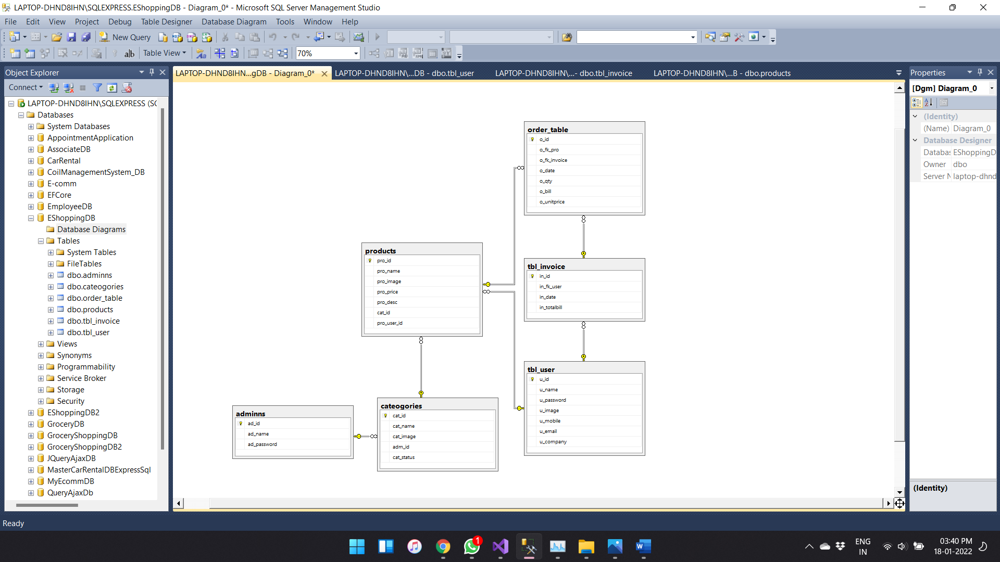 LAPTOP-DHND8IHN\SQLEXPRESS.EShoppingDB - Diagram_0* - Microsoft SQL Server Management Studio
File Edit View Project Debug Table Designer Database Diagram Tools Window Help
New Query
a|b Table View 70%
Object Explorer
Connect
LAPTOP-DHND8IHN\SQLEXPRESS (SC
Databases
System Databases
AppointmentApplication
AssociateDB
CarRental
CoilManagementSystem_DB
E-comm
EFCore
EmployeeDB
EShoppingDB
Database Diagrams
Tables
System Tables
FileTables
dbo.adminns
dbo.cateogories
dbo.order_table
dbo.products
dbo.tbl_invoice
dbo.tbl_user
Views
Synonyms
Programmability
Service Broker
Storage
Security
EShoppingDB2
GroceryDB
GroceryShoppingDB
GroceryShoppingDB2
JQueryAjaxDB
MasterCarRentalDBExpressSql
MyEcommDB
QueryAjaxDb
LAPTOP-DHND8IHN...gDB - Diagram_0* LAPTOP-DHND8IHN\...DB - dbo.tbl_user LAPTOP-DHND8IHN\...- dbo.tbl_invoice LAPTOP-DHND8IHN\...B - dbo.products
order_table
o_id
o_fk_pro
o_fk_invoice
o_date
o_qty
o_bill
o_unitprice
products
pro_id
pro_name
pro_image
pro_price
pro_desc
cat_id
pro_user_id
tbl_invoice
in_id
in_fk_user
in_date
in_totalbill
tbl_user
u_id
u_name
u_password
u_image
u_mobile
u_email
u_company
cateogories
cat_id
cat_name
cat_image
adm_id
cat_status
adminns
ad_id
ad_name
ad_password
Properties
[Dgm] Diagram_0
(Identity)
(Name) Diagram_0
Database Designer
Databas EShoppingD
Owner dbo
Server N laptop-dhnd
(Identity)
Ready
1
ENG
IN
03:40 PM
18-01-2022